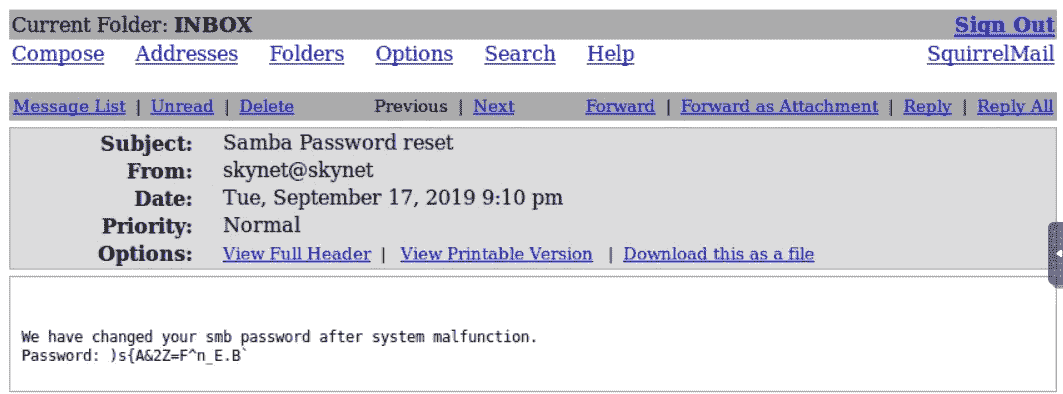 Current Folder: INBOX Sign Out
Compose Addresses Folders Options Search Help SquirrelMail
Message List | Unread | Delete Previous | Next Forward | Forward as Attachment | Reply | Reply All
Subject: Samba Password reset
From: skynet@skynet
Date: Tue, September 17, 2019 9:10 pm
Priority: Normal
Options: View Full Header | View Printable Version | Download this as a file
We have changed your smb password after system malfunction.
Password: )s{A&2Z=F^n_E.B`